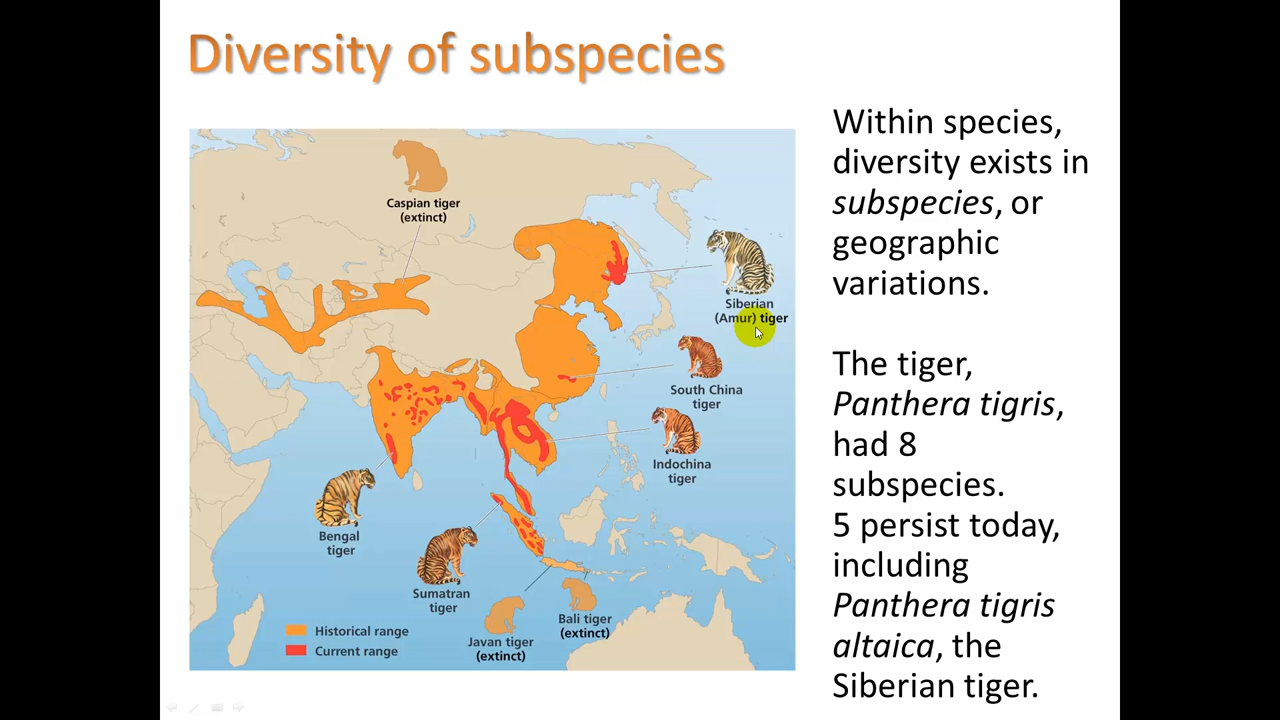 Diversity of subspecies
Caspian tiger
(extinct)
Siberian
(Amur) tiger
South China
tiger
Indochina
tiger
Bengal
tiger
Sumatran
tiger
Javan tiger
(extinct)
Bali tiger
(extinct)
Historical range
Current range
Within species,
diversity exists in
subspecies, or
geographic
variations.
The tiger,
Panthera tigris,
had 8
subspecies.
5 persist today,
including
Panthera tigris
altaica, the
Siberian tiger.